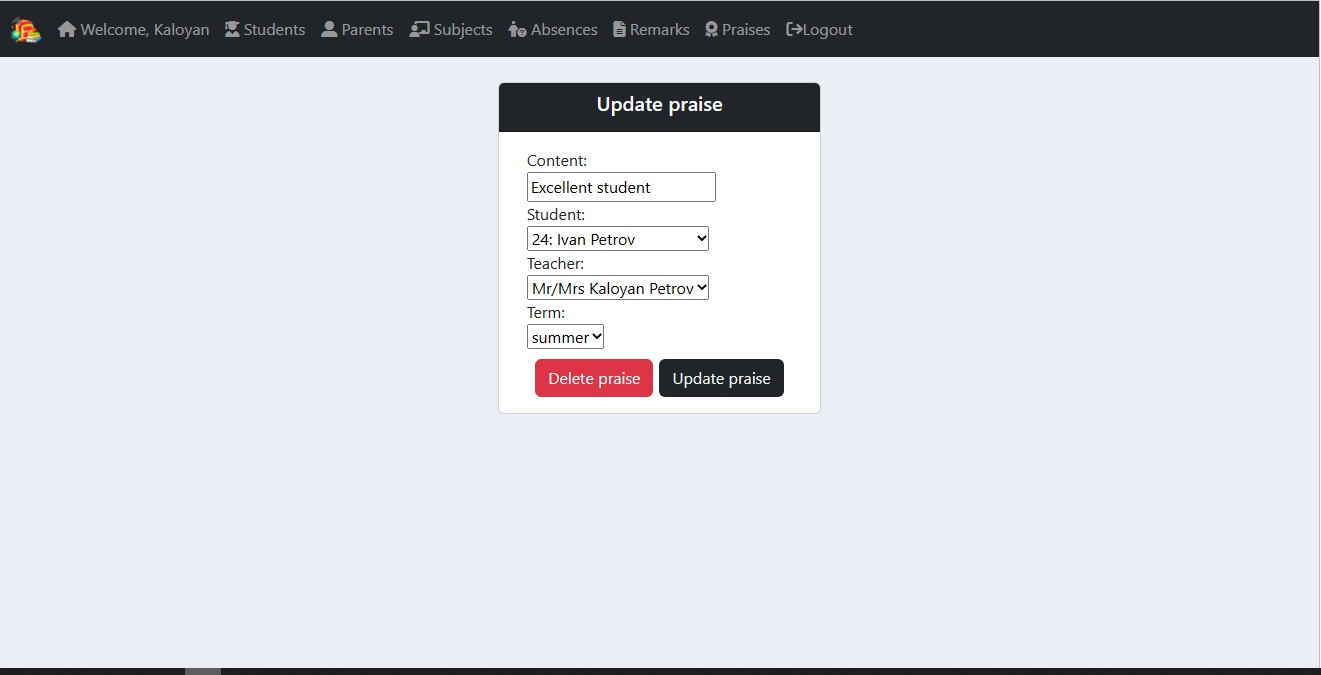 Welcome, Kaloyan Students Parents Subjects Absences Remarks Praises Logout
Update praise
Content:
Excellent student
Student:
24: Ivan Petrov
Teacher:
Mr/Mrs Kaloyan Petrov
Term:
summer
Delete praise Update praise